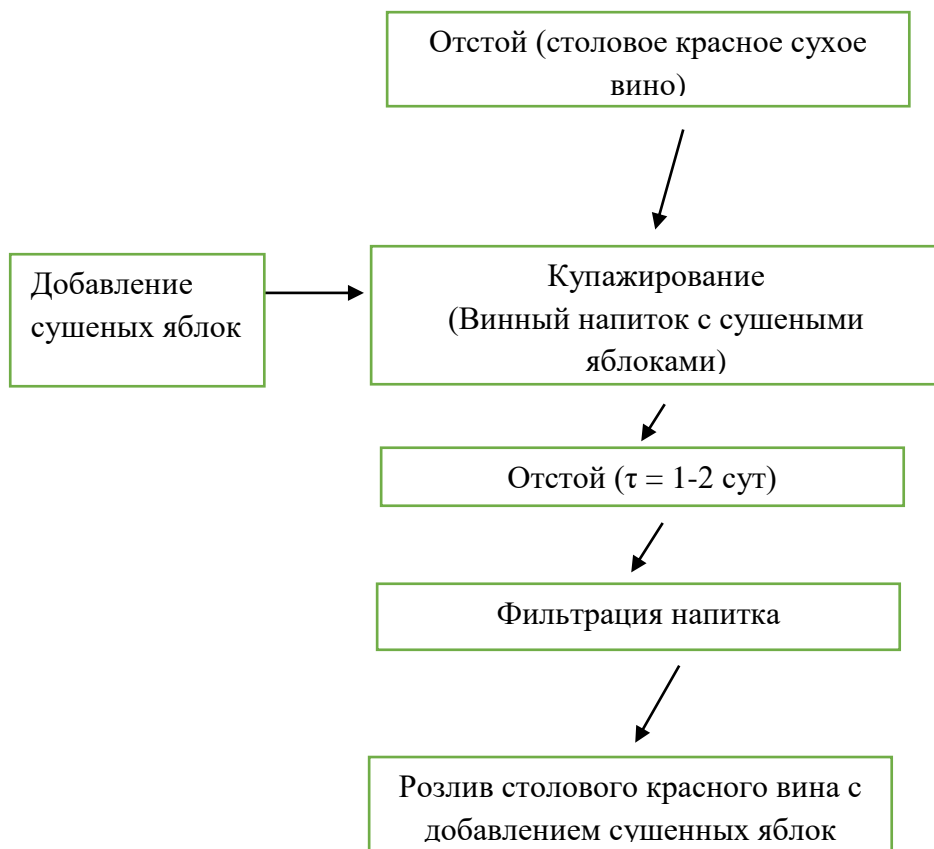 Отстой (столовое красное сухое
вино)
Добавление
сушеных яблок
Купажирование
(Винный напиток с сушеными
яблоками)
Отстой (τ = 1-2 сут)
Фильтрация напитка
Розлив столового красного вина с
добавлением сушенных яблок